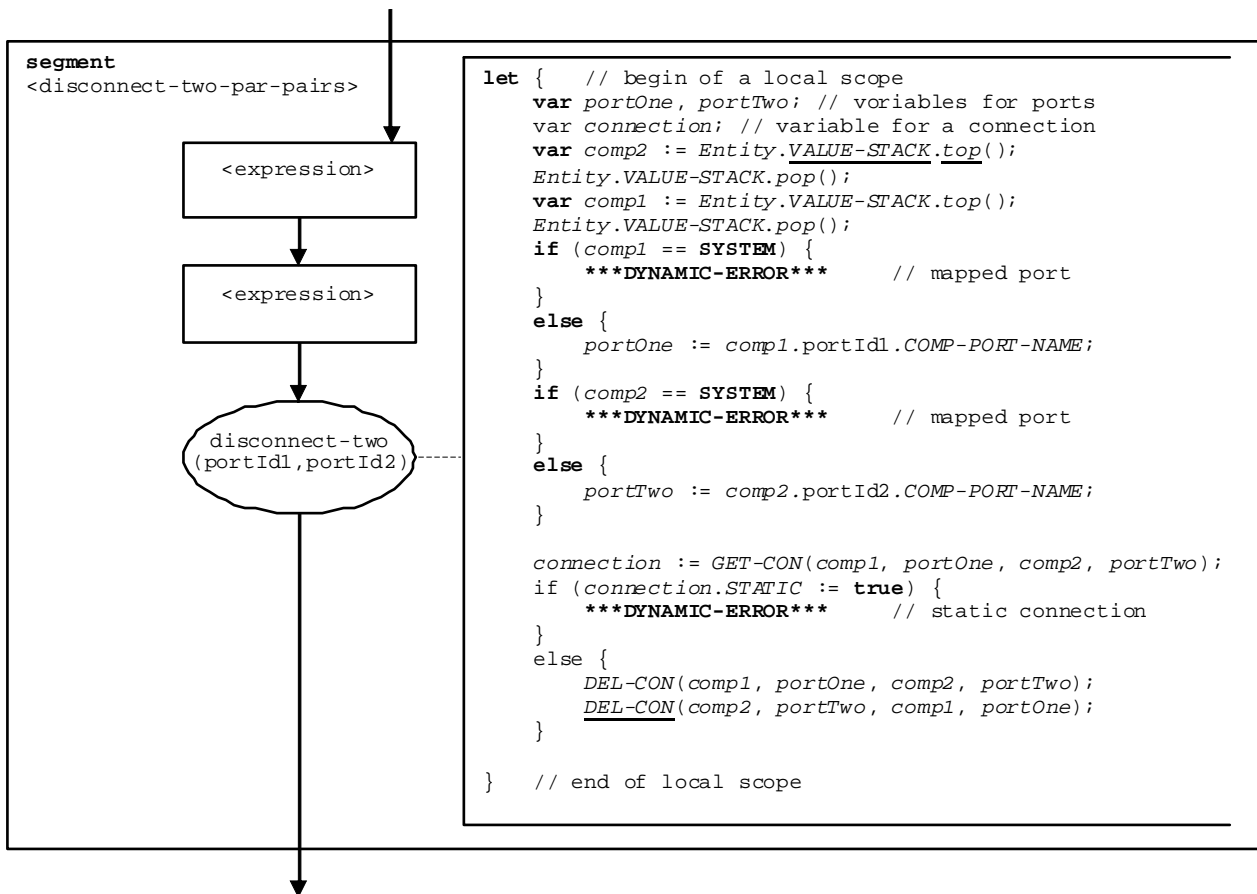 segment
<disconnect-two-par-pairs>
<expression>
<expression>
disconnect-two
(portId1,portId2)
let { // begin of a local scope
var portOne, portTwo; // voriables for ports
var connection; // variable for a connection
var comp2 := Entity.VALUE-STACK.top();
Entity.VALUE-STACK.pop();
var comp1 := Entity.VALUE-STACK.top();
Entity.VALUE-STACK.pop();
if (comp1 == SYSTEM) {
***DYNAMIC-ERROR*** // mapped port
}
else {
portOne := comp1.portId1.COMP-PORT-NAME;
}
if (comp2 == SYSTEM) {
***DYNAMIC-ERROR*** // mapped port
}
else {
portTwo := comp2.portId2.COMP-PORT-NAME;
}
connection := GET-CON(comp1, portOne, comp2, portTwo);
if (connection.STATIC := true) {
***DYNAMIC-ERROR*** // static connection
}
else {
DEL-CON(comp1, portOne, comp2, portTwo);
DEL-CON(comp2, portTwo, comp1, portOne);
}
} // end of local scope